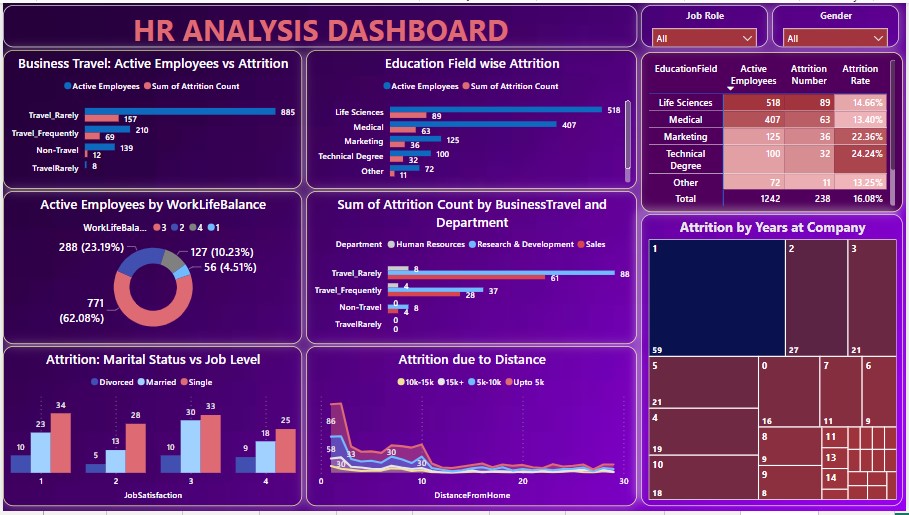 HR ANALYSIS DASHBOARD
Job Role
All
Gender
All
Business Travel: Active Employees vs Attrition
Active Employees Sum of Attrition Count
Travel_Rarely 885
157
Travel_Frequently 210
69
Non-Travel 139
12
TravelRarely 8
Education Field wise Attrition
Active Employees Sum of Attrition Count
Life Sciences 518
89
Medical 407
63
Marketing 125
36
Technical Degree 100
32
Other 72
11
EducationField Active Employees Attrition Number Attrition Rate
Life Sciences 518 89 14.66%
Medical 407 63 13.40%
Marketing 125 36 22.36%
Technical Degree 100 32 24.24%
Other 72 11 13.25%
Total 1242 238 16.08%
Active Employees by WorkLifeBalance
WorkLifeBala... 3 2 4 1
288 (23.19%)
127 (10.23%)
56 (4.51%)
771
(62.08%)
Sum of Attrition Count by BusinessTravel and
Department
Department Human Resources Research & Development Sales
Travel_Rarely 8
88
61
Travel_Frequently 4
37
28
Non-Travel 0
8
4
TravelRarely 0
0
Attrition by Years at Company
1
59
2
27
3
21
5
21
4
19
10
18
0
16
7
11
6
9
8
9
9
8
11
13
14
Attrition: Marital Status vs Job Level
Divorced Married Single
10 23 34
5 13 28
10 30 33
9 18 25
1 2 3 4
JobSatisfaction
Attrition due to Distance
10k-15k 15k+ 5k-10k Upto 5k
86
58
33
30
30
30
0 10 20 30
DistanceFromHome